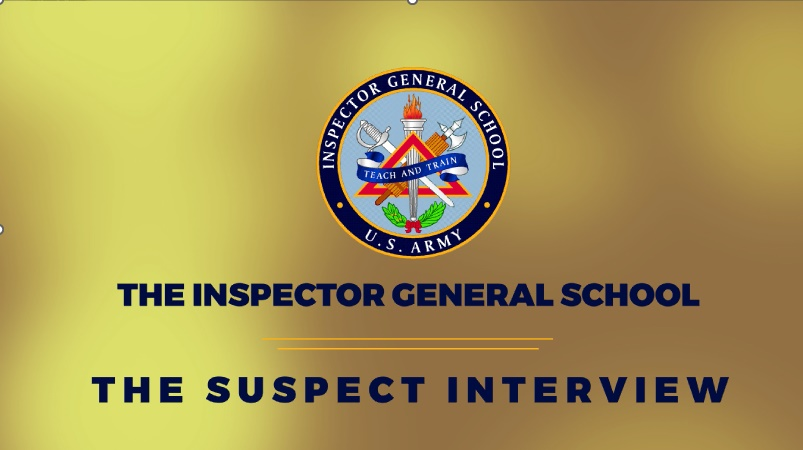 INSPECTOR GENERAL SCHOOL
TEACH AND TRAIN
U.S. ARMY
THE INSPECTOR GENERAL SCHOOL
THE SUSPECT INTERVIEW